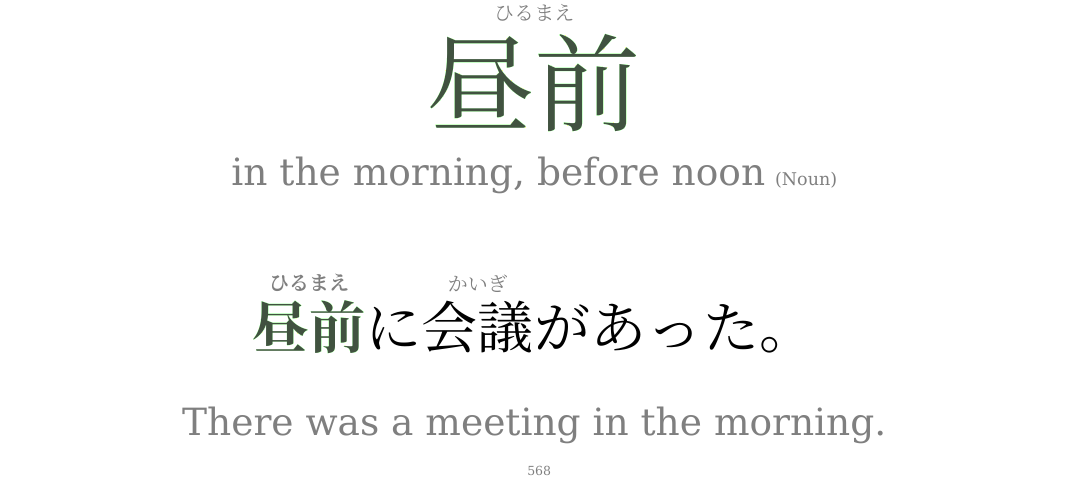 ひるまえ
昼前
in the morning, before noon (Noun)
ひるまえ かいぎ
昼前に会議があった。
There was a meeting in the morning.
568